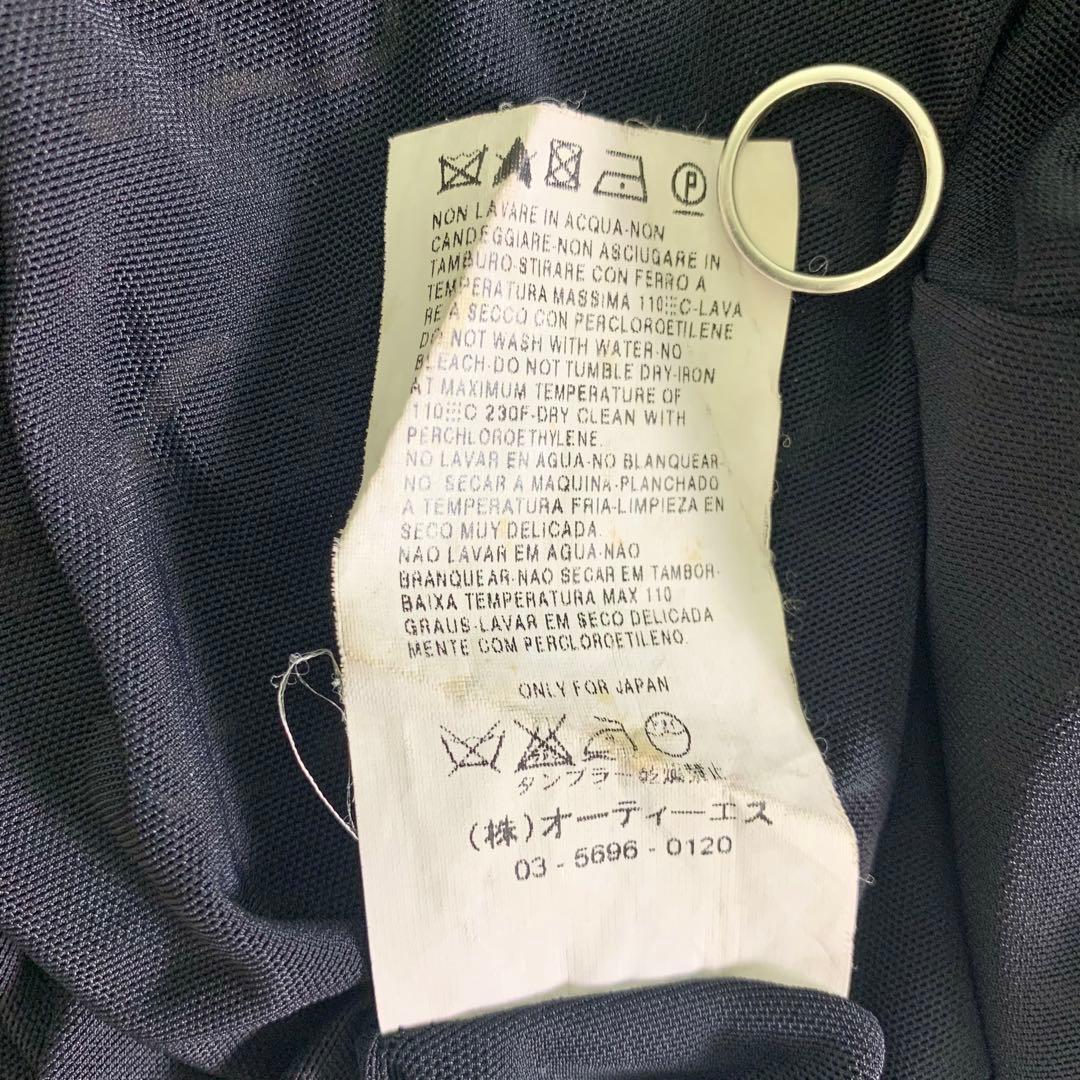 P
NON LAVARE IN ACQUA-NON
CANDEGGIARE-NON ASCIUGARE IN
TAMBURO-STIRARE CON FERRO A
TEMPERATURA MASSIMA 110 C-LAVA
RE A SECCO CON PERCLOROETILENE
DO NOT WASH WITH WATER-NO
BLEACH-DO NOT TUMBLE DRY-IRON
AT MAXIMUM TEMPERATURE OF
110 C 230F-DRY CLEAN WITH
PERCHLOROETHYLENE.
NO LAVAR EN AGUA-NO BLANQUEAR-
NO SECAR A MAQUINA-PLANCHADO
A TEMPERATURA FRIA-LIMPIEZA EN
SECO MUY DELICADA.
NAO LAVAR EM AGUA-NAO
BRANQUEAR-NAO SECAR EM TAMBOR-
BAIXA TEMPERATURA MAX 110
GRAUS-LAVAR EM SECO DELICADA
MENTE COM PERCLOROETILENO.
ONLY FOR JAPAN
タンブラー乾燥禁止
(株)オーティーエス
03-5696-0120